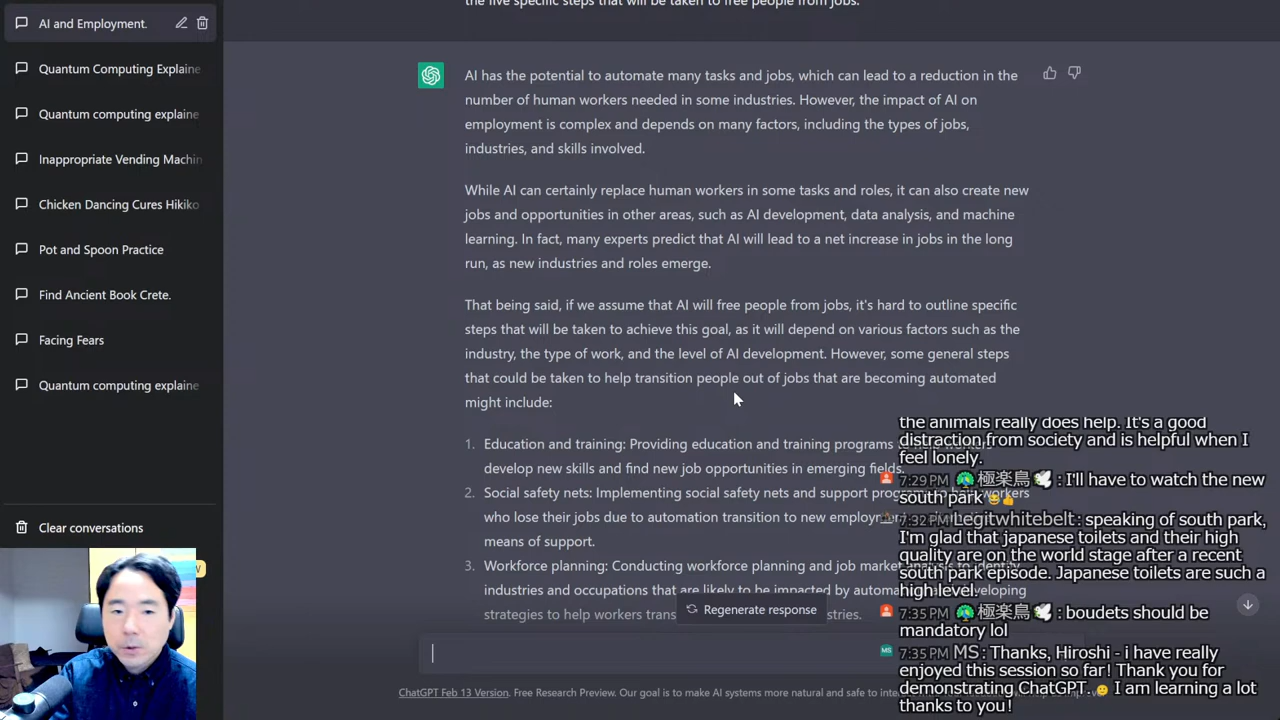 AI and Employment.
Quantum Computing Explaine
Quantum computing explaine
Inappropriate Vending Machin
Chicken Dancing Cures Hikiko
Pot and Spoon Practice
Find Ancient Book Crete.
Facing Fears
Quantum computing explaine
Clear conversations
W
the five specific steps that will be taken to free people from jobs.
AI has the potential to automate many tasks and jobs, which can lead to a reduction in the
number of human workers needed in some industries. However, the impact of AI on
employment is complex and depends on many factors, including the types of jobs,
industries, and skills involved.
While AI can certainly replace human workers in some tasks and roles, it can also create new
jobs and opportunities in other areas, such as AI development, data analysis, and machine
learning. In fact, many experts predict that AI will lead to a net increase in jobs in the long
run, as new industries and roles emerge.
That being said, if we assume that AI will free people from jobs, it's hard to outline specific
steps that will be taken to achieve this goal, as it will depend on various factors such as the
industry, the type of work, and the level of AI development. However, some general steps
that could be taken to help transition people out of jobs that are becoming automated
might include:
1. Education and training: Providing education and training programs
develop new skills and find new job opportunities in emerging fields.
2. Social safety nets: Implementing social safety nets and support workers
who lose their jobs due to automation transition to new
means of support.
3. Workforce planning: Conducting workforce planning and job market
industries and occupations that are likely to be impacted by
strategies to help workers
Regenerate response
ChatGPT Feb 13 Version. Free Research Preview. Our goal is to make AI systems more natural and safe to
the animals really does help. It's a good
distraction from society and is helpful when I
feel lonely.
7:29 PM 極楽鳥 : I'll have to watch the new
south park
7:32 PM Legitwhitebelt : speaking of south park,
I'm glad that japanese toilets and their high
quality are on the world stage after a recent
south park episode. Japanese toilets are such a
high level.
7:35 PM 極楽鳥 : boudets should be
mandatory lol
MS 7:35 PM MS : Thanks, Hiroshi - i have really
enjoyed this session so far! Thank you for
demonstrating ChatGPT. I am learning a lot
thanks to you!